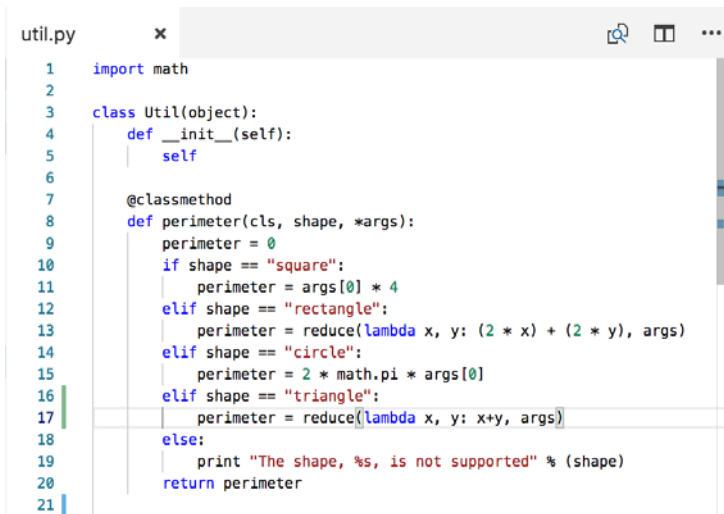 util.py ×
1 import math
2
3 class Util(object):
4 def __init__(self):
5 self
6
7 @classmethod
8 def perimeter(cls, shape, *args):
9 perimeter = 0
10 if shape == "square":
11 perimeter = args[0] * 4
12 elif shape == "rectangle":
13 perimeter = reduce(lambda x, y: (2 * x) + (2 * y), args)
14 elif shape == "circle":
15 perimeter = 2 * math.pi * args[0]
16 elif shape == "triangle":
17 perimeter = reduce(lambda x, y: x+y, args)
18 else:
19 print "The shape, %s, is not supported" % (shape)
20 return perimeter
21